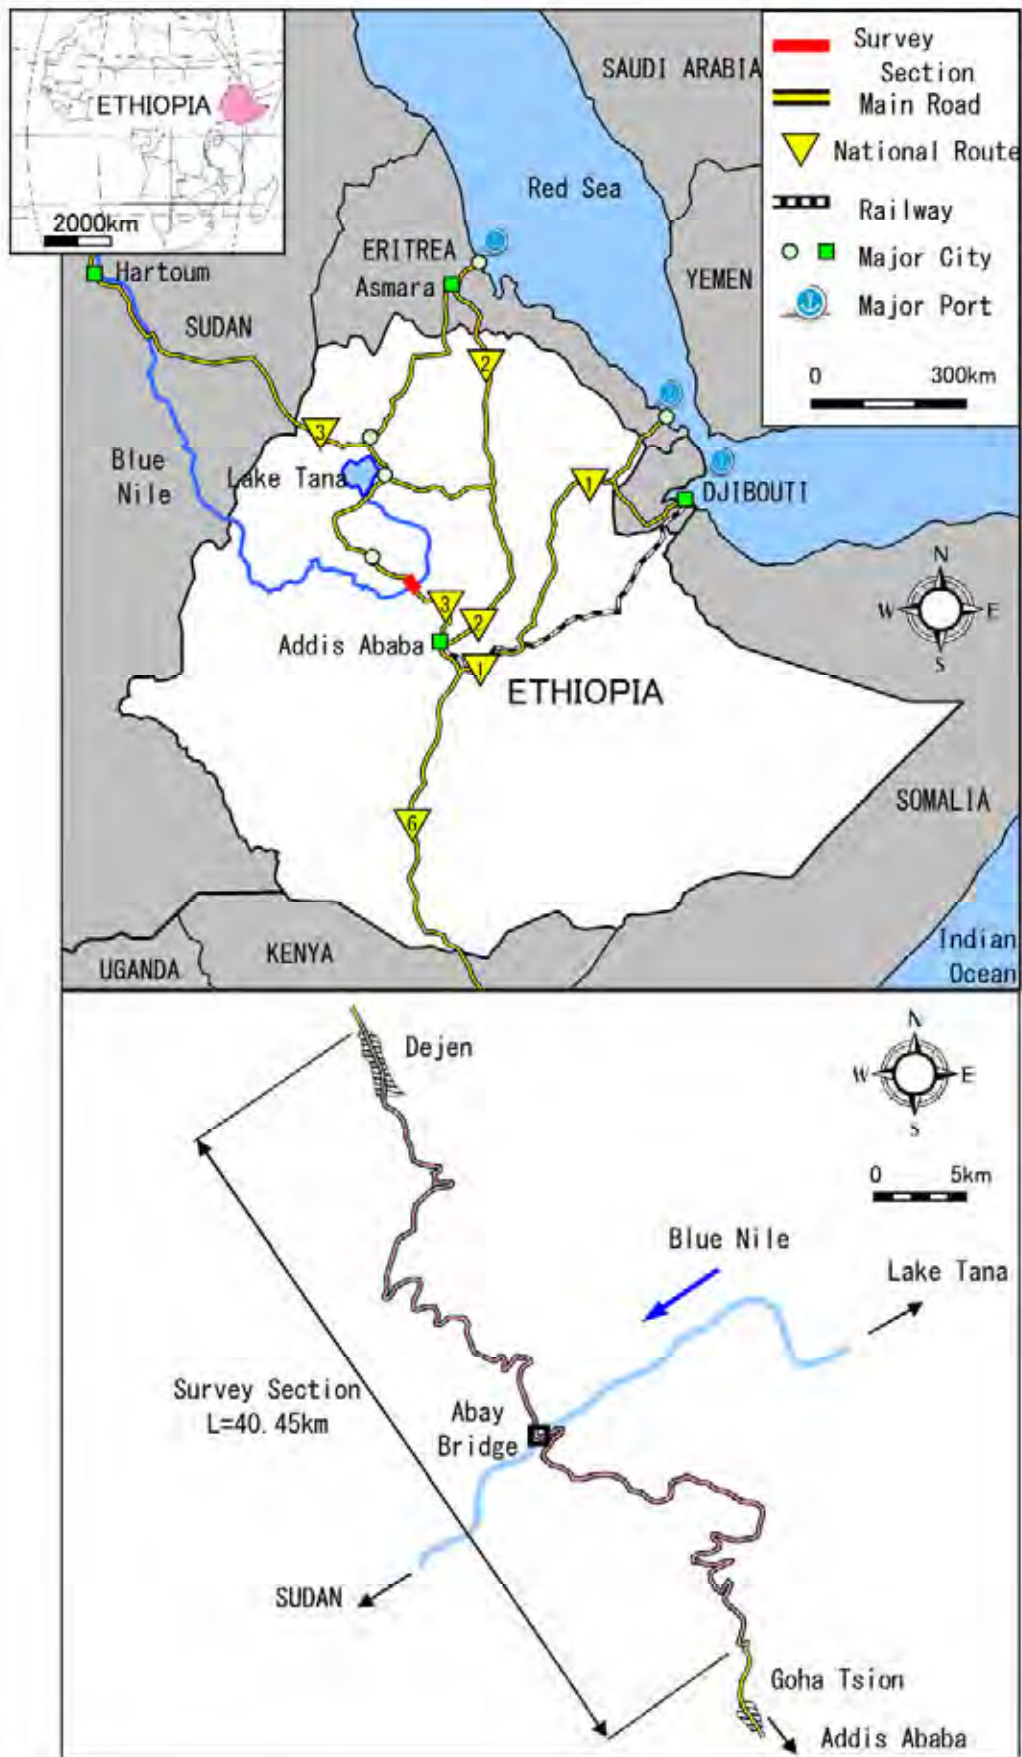 ETHIOPIA
2000km
Survey
Section
Main Road
National Route
Railway
Major City
Major Port
0 300km
SAUDI ARABIA
Red Sea
ERITREA
Asmara
YEMEN
Hartoum
SUDAN
2
3
Blue
Nile
Lake Tana
1
DJIBOUTI
N
W E
S
3
2
Addis Ababa
1
ETHIOPIA
SOMALIA
6
Indian
Ocean
UGANDA
KENYA
Dejen
N
W E
S
0 5km
Blue Nile
Lake Tana
Survey Section
L=40.45km
Abay
Bridge
SUDAN
Goha Tsion
Addis Ababa